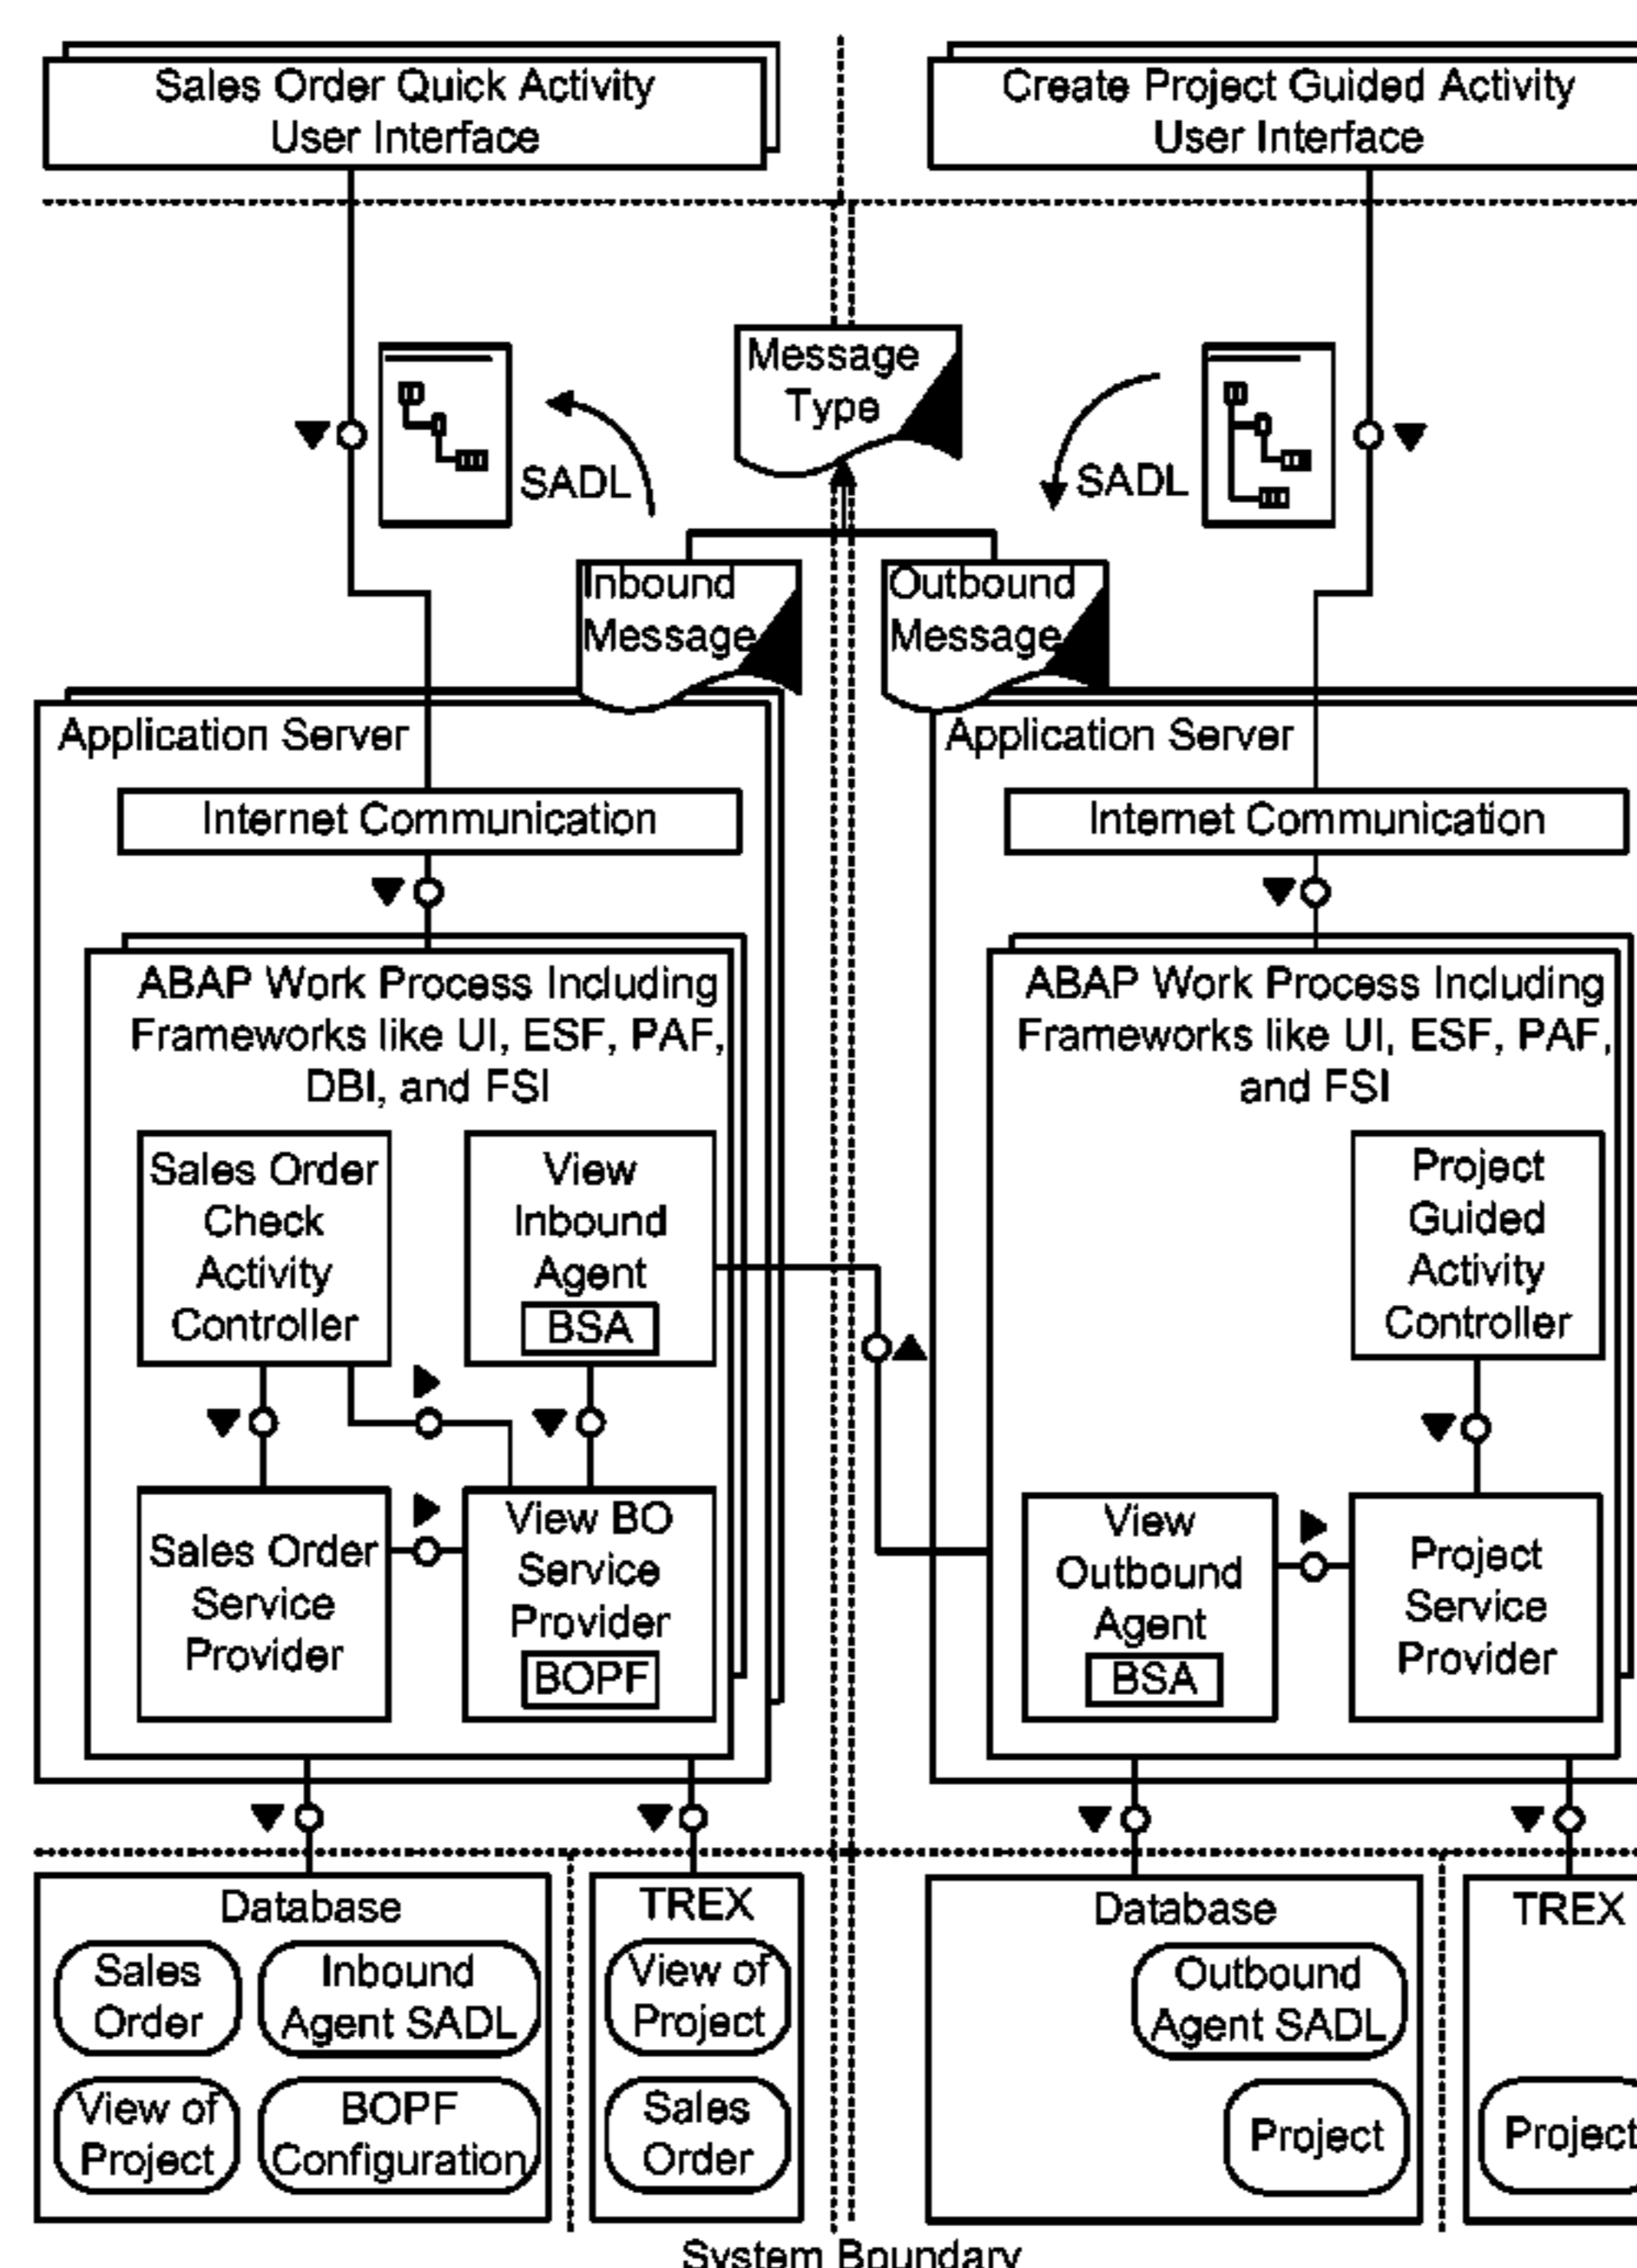 Sales Order Quick Activity
User Interface
Create Project Guided Activity
User Interface
Message
Type
SADL
SADL
Inbound
Message
Outbound
Message
Application Server
Internet Communication
ABAP Work Process Including
Frameworks like UI, ESF, PAF,
DBI, and FSI
Sales Order
Check
Activity
Controller
View
Inbound
Agent
BSA
Sales Order
Service
Provider
View BO
Service
Provider
BOPF
Application Server
Internet Communication
ABAP Work Process Including
Frameworks like UI, ESF, PAF,
and FSI
Project
Guided
Activity
Controller
View
Outbound
Agent
BSA
Project
Service
Provider
Database
Sales
Order
Inbound
Agent SADL
View of
Project
BOPF
Configuration
TREX
View of
Project
Sales
Order
Database
Outbound
Agent SADL
Project
TREX
Project
System Boundary